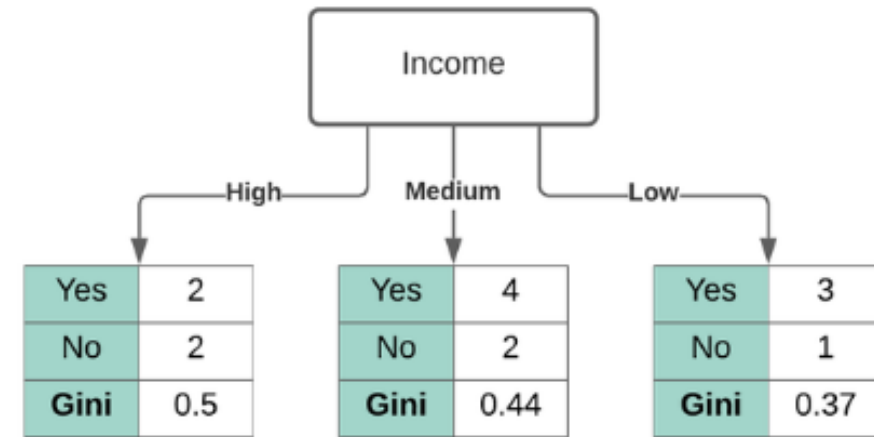 Income
High Medium Low
Yes 2 Yes 4 Yes 3
No 2 No 2 No 1
Gini 0.5 Gini 0.44 Gini 0.37